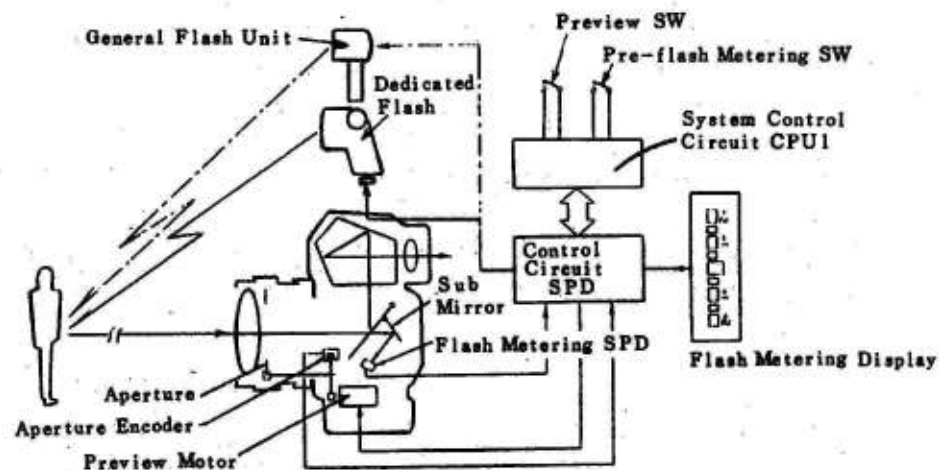 Preview SW
General Flash Unit
Pre-flash Metering SW
Dedicated
Flash
System Control
Circuit CPU1
Control
Circuit
SPD
Sub
Mirror
Flash Metering SPD
Flash Metering Display
Aperture
Aperture Encoder
Preview Motor